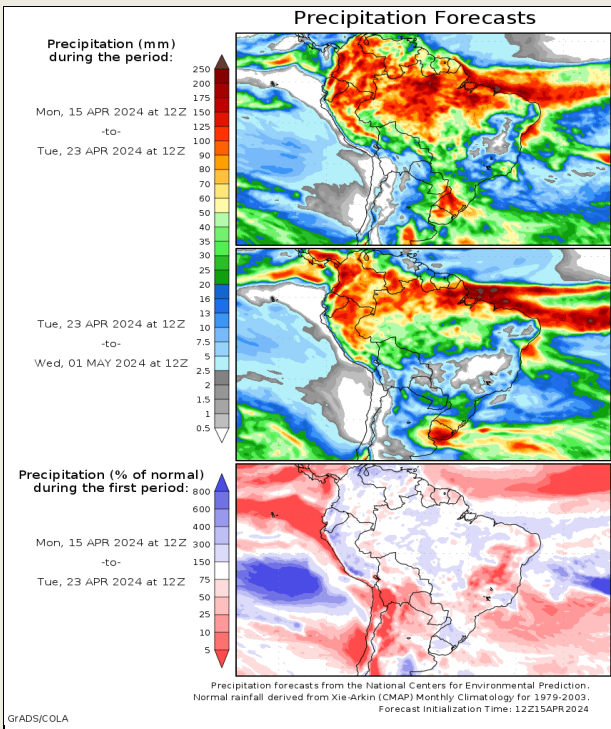 Precipitation Forecasts
Precipitation (mm)
during the period:
Mon, 15 APR 2024 at 12Z
-to-
Tue, 23 APR 2024 at 12Z
250
200
175
150
125
100
90
80
70
60
50
40
35
30
25
20
16
13
10
7.5
5
2.5
2
1.5
1
0.5
Tue, 23 APR 2024 at 12Z
-to-
Wed, 01 MAY 2024 at 12Z
Precipitation (% of normal)
during the first period:
Mon, 15 APR 2024 at 12Z
-to-
Tue, 23 APR 2024 at 12Z
800
600
400
300
150
75
50
25
10
5
Precipitation forecasts from the National Centers for Environmental Prediction.
Normal rainfall derived from Xie-Arkin (CMAP) Monthly Climatology for 1979-2003.
Forecast Initialization Time: 12Z15APR2024
GrADS/COLA